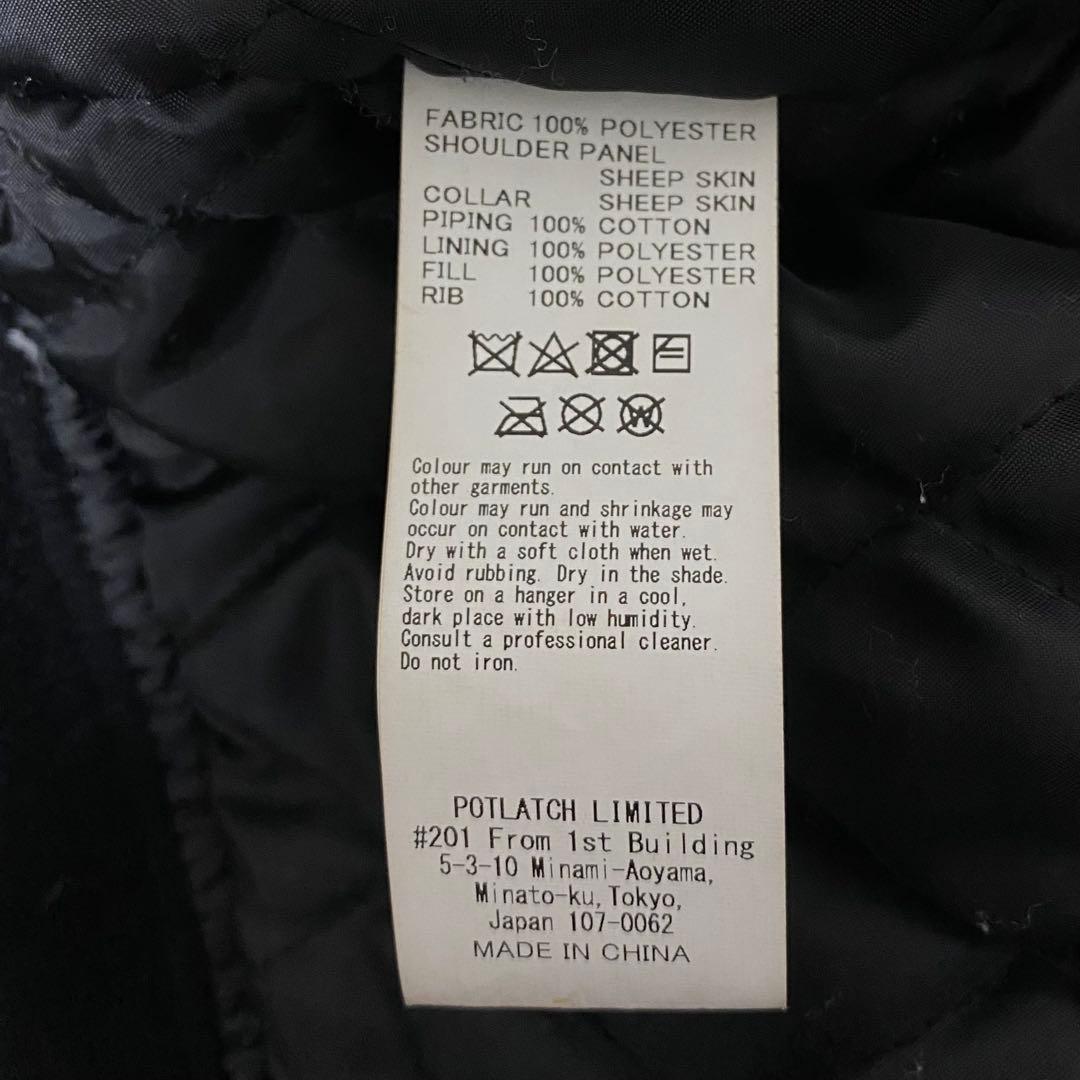 FABRIC 100% POLYESTER
SHOULDER PANEL
SHEEP SKIN
COLLAR SHEEP SKIN
PIPING 100% COTTON
LINING 100% POLYESTER
FILL 100% POLYESTER
RIB 100% COTTON
W
Colour may run on contact with
other garments.
Colour may run and shrinkage may
occur on contact with water.
Dry with a soft cloth when wet.
Avoid rubbing. Dry in the shade.
Store on a hanger in a cool,
dark place with low humidity.
Consult a professional cleaner.
Do not iron.
POTLATCH LIMITED
#201 From 1st Building
5-3-10 Minami-Aoyama,
Minato-ku, Tokyo,
Japan 107-0062
MADE IN CHINA